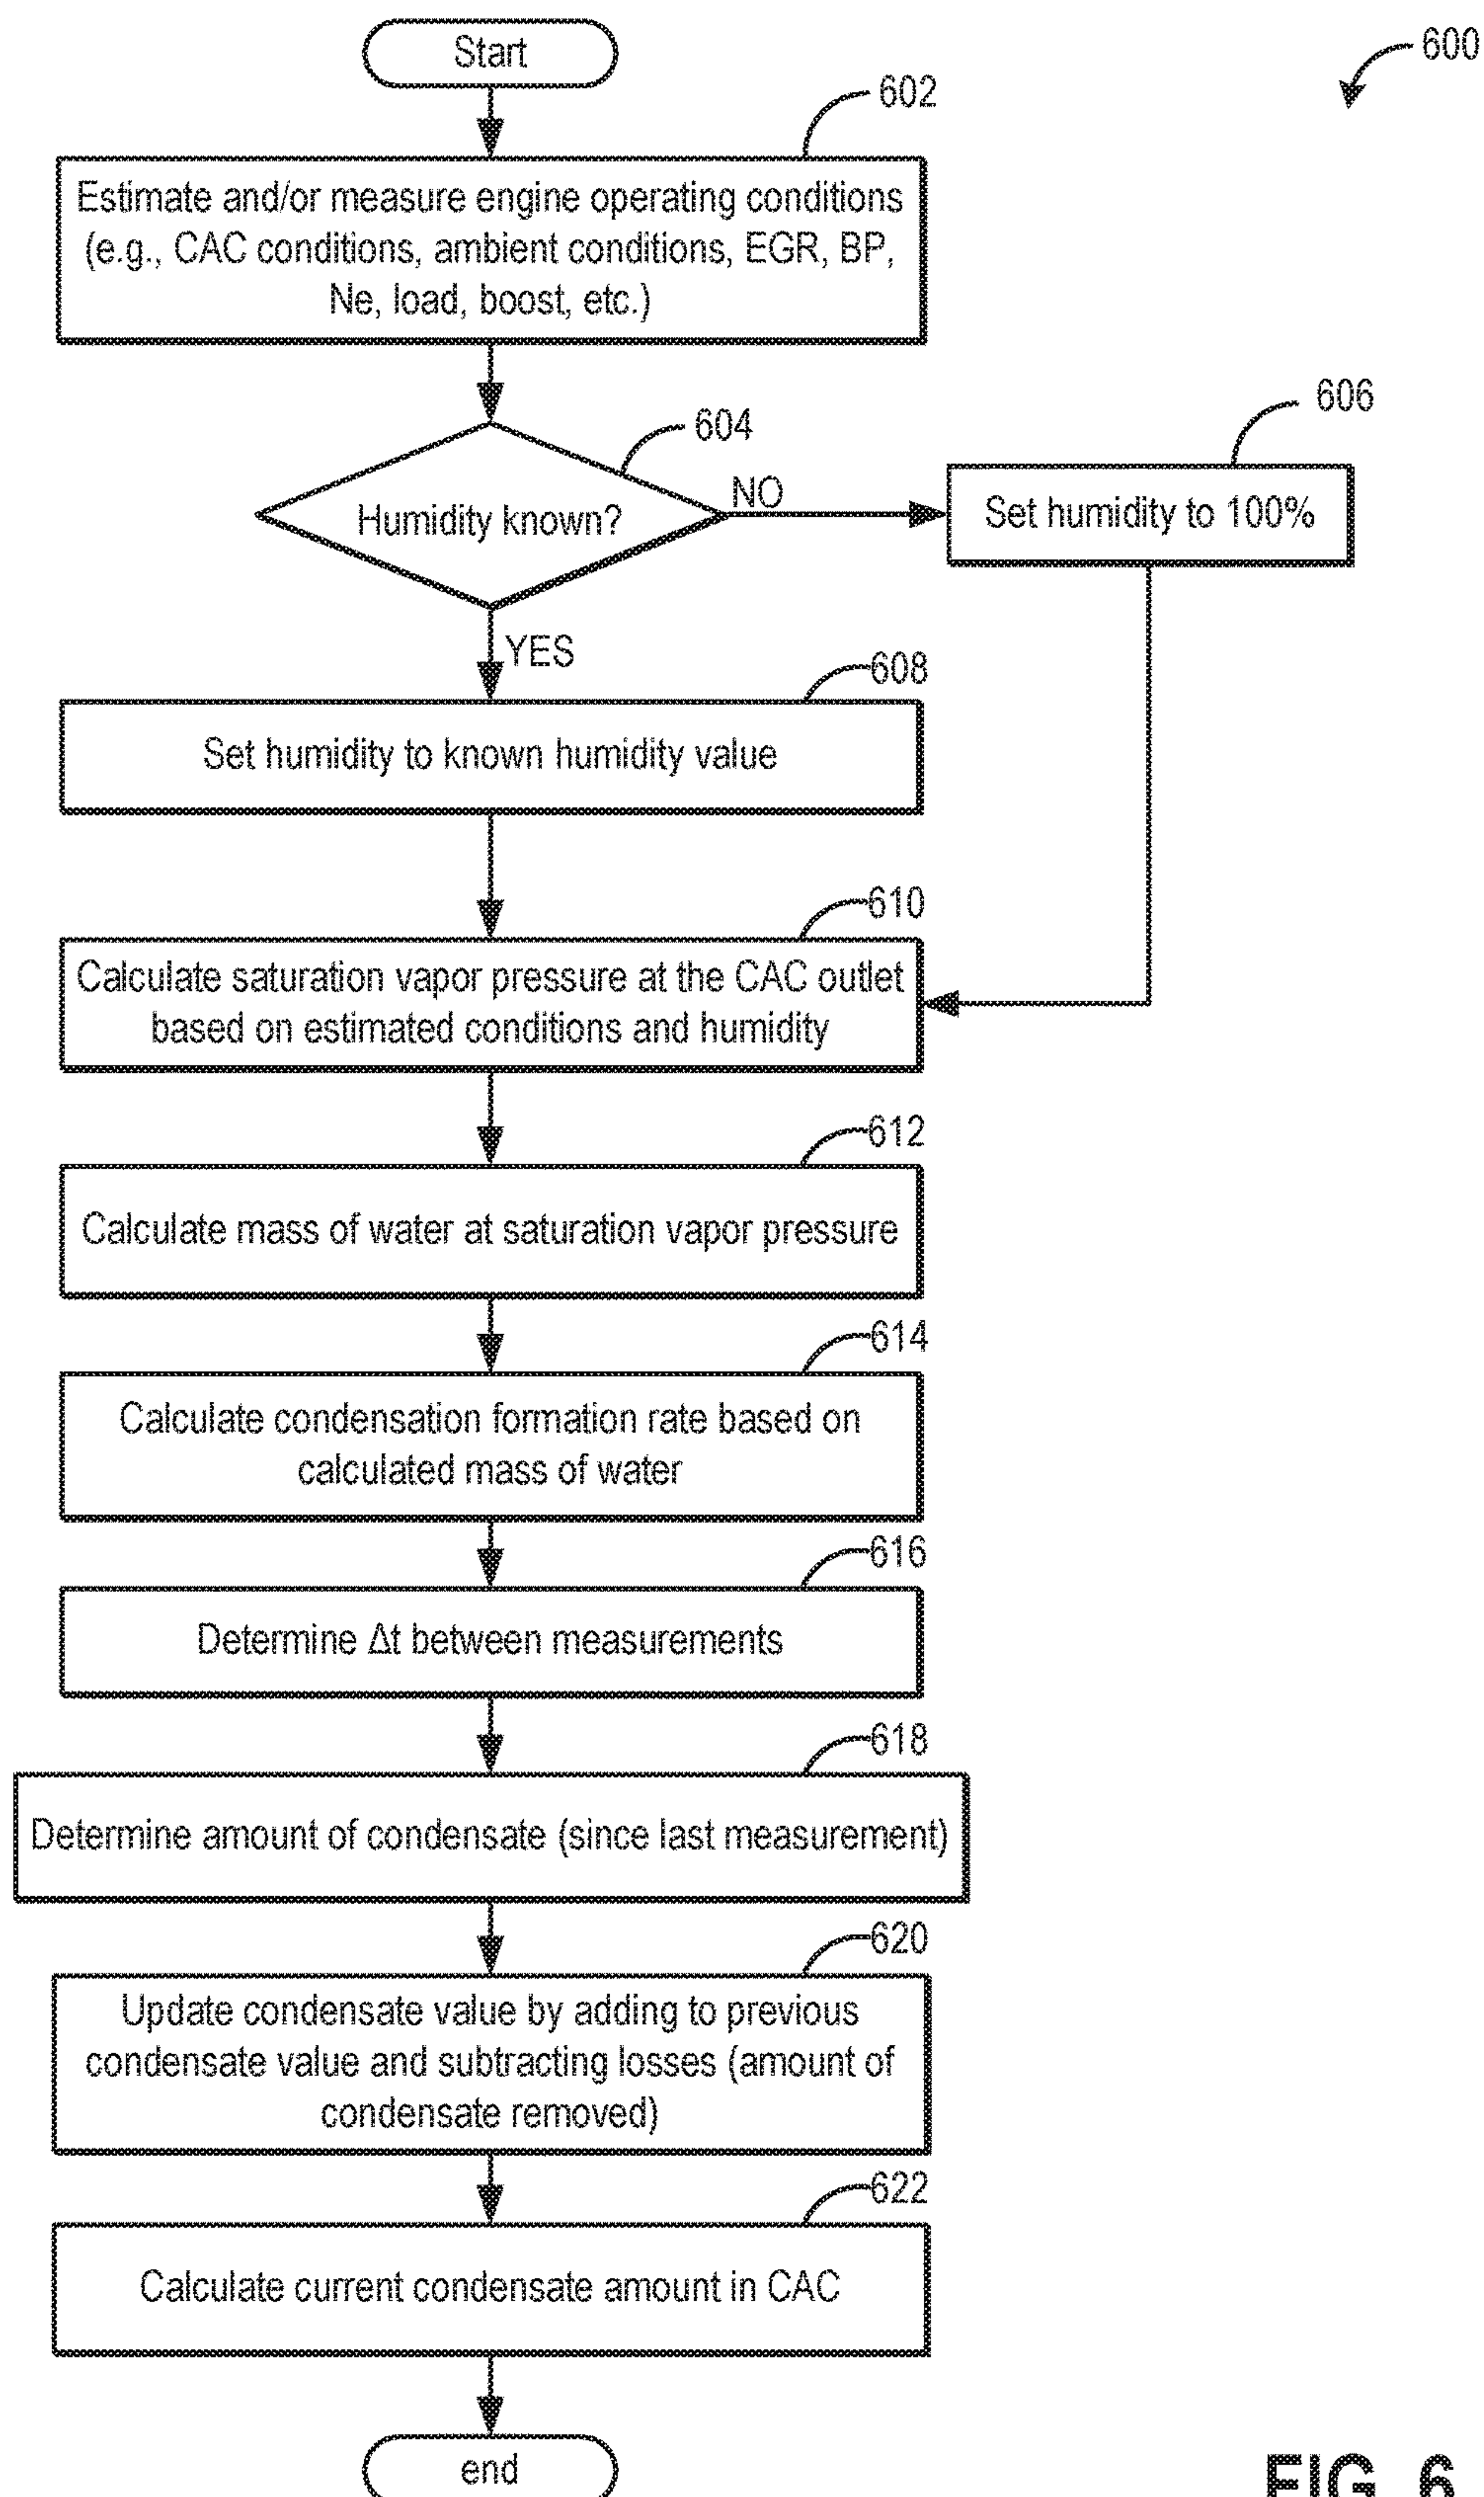 Start
600
602
Estimate and/or measure engine operating conditions
(e.g., CAC conditions, ambient conditions, EGR, BP,
Ne, load, boost, etc.)
604
606
Humidity known?
NO
Set humidity to 100%
YES
608
Set humidity to known humidity value
610
Calculate saturation vapor pressure at the CAC outlet
based on estimated conditions and humidity
612
Calculate mass of water at saturation vapor pressure
614
Calculate condensation formation rate based on
calculated mass of water
616
Determine Δt between measurements
618
Determine amount of condensate (since last measurement)
620
Update condensate value by adding to previous
condensate value and subtracting losses (amount of
condensate removed)
622
Calculate current condensate amount in CAC
end
FIG. 6